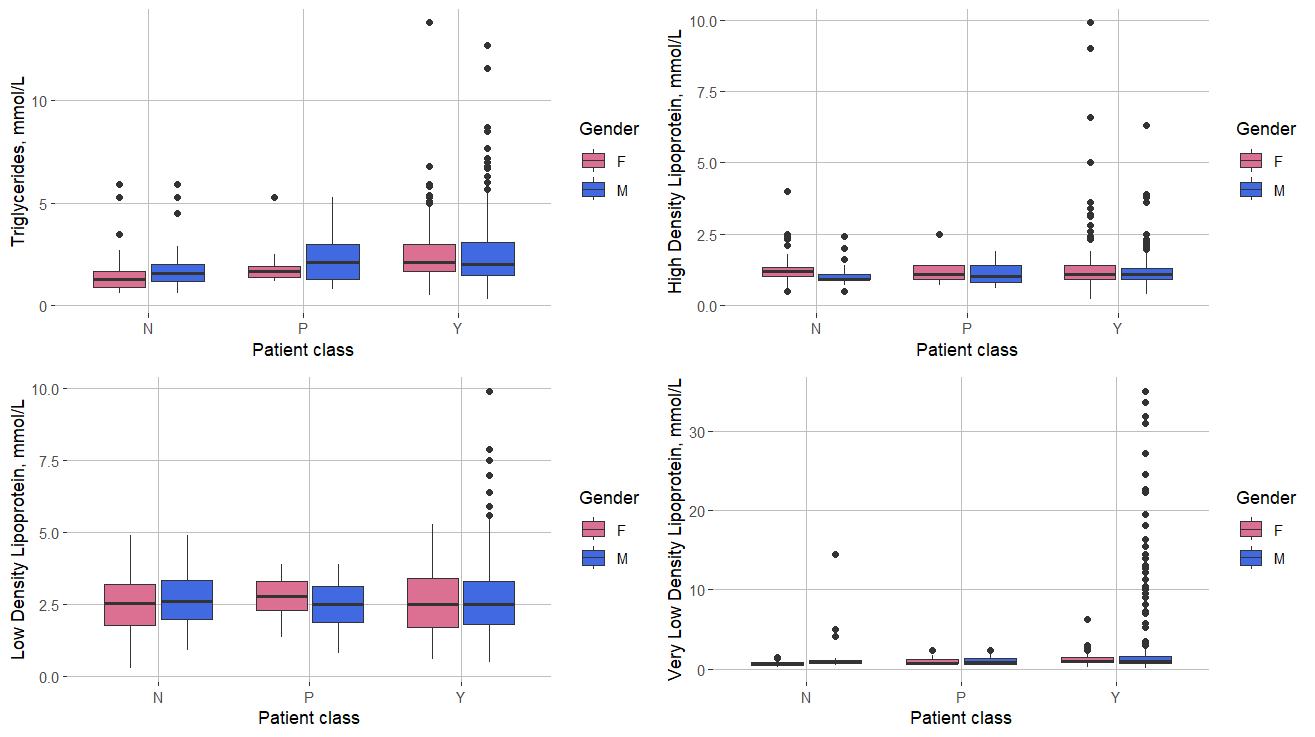 Triglycerides, mmol/L
10
5
0
N P Y
Patient class
Gender
F
M
High Density Lipoprotein, mmol/L
10.0
7.5
5.0
2.5
0.0
N P Y
Patient class
Gender
F
M
Low Density Lipoprotein, mmol/L
10.0
7.5
5.0
2.5
0.0
N P Y
Patient class
Gender
F
M
Very Low Density Lipoprotein, mmol/L
30
20
10
0
N P Y
Patient class
Gender
F
M